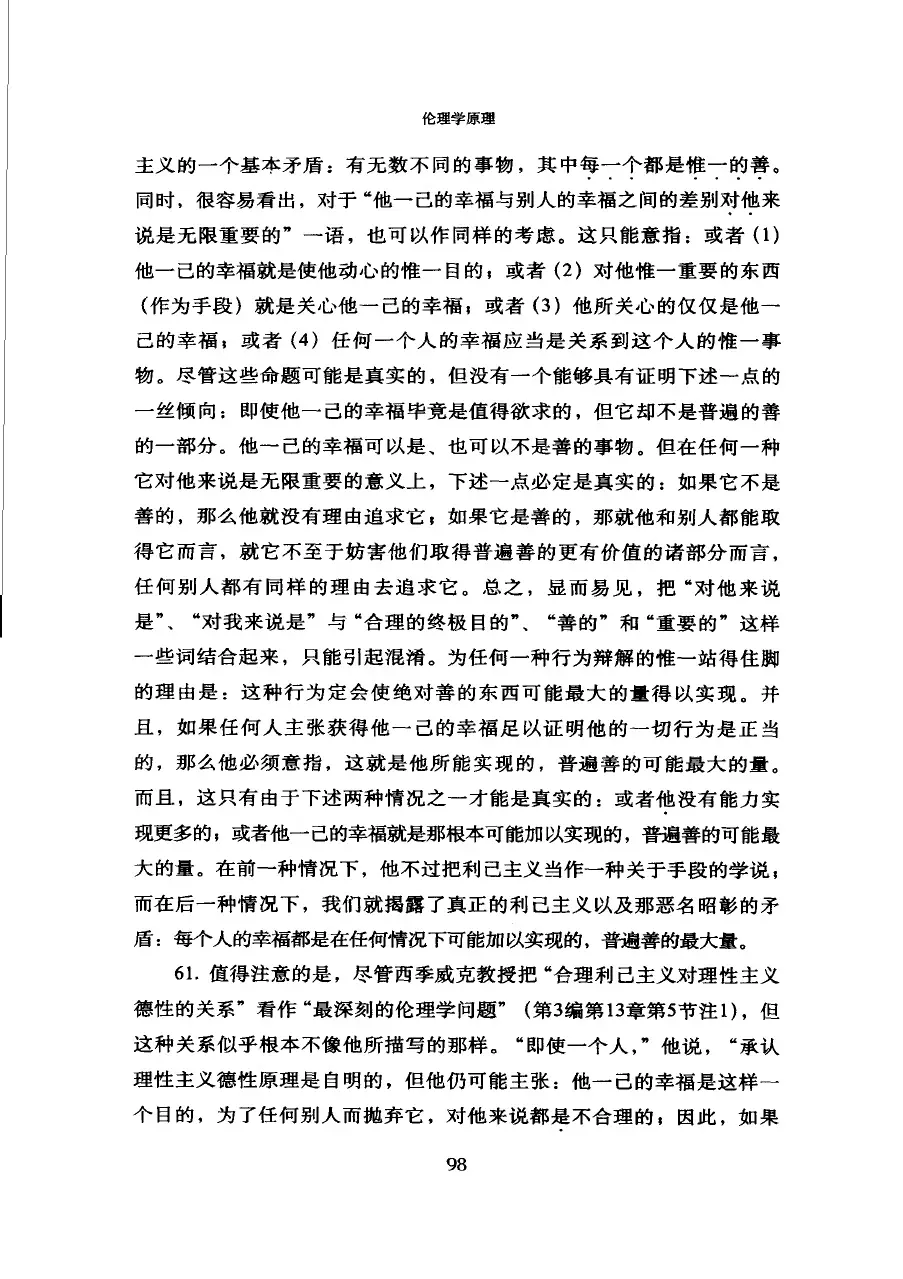 伦理学原理
主义的一个基本矛盾：有无数不同的事物，其中每一个都是惟一的善。
同时，很容易看出，对于“他一己的幸福与别人的幸福之间的差别对他来
说是无限重要的”一语，也可以作同样的考虑。这只能意指：或者（1）
他一己的幸福就是使他动心的惟一目的；或者（2）对他惟一重要的东西
（作为手段）就是关心他一己的幸福；或者（3）他所关心的仅仅是他一
己的幸福；或者（4）任何一个人的幸福应当是关系到这个人的惟一事
物。尽管这些命题可能是真实的，但没有一个能够具有证明下述一点的
一丝倾向：即使他一己的幸福毕竟是值得欲求的，但它却不是普遍的善
的一部分。他一己的幸福可以是、也可以不是善的事物。但在任何一种
它对他来说是无限重要的意义上，下述一点必定是真实的：如果它不是
善的，那么他就没有理由追求它；如果它是善的，那就他和别人都能取
得它而言，就它不至于妨害他们取得普遍善的更有价值的诸部分而言，
任何别人都有同样的理由去追求它。总之，显而易见，把“对他来说
是”、“对我来说是”与“合理的终极目的”、“善的”和“重要的”这样
一些词结合起来，只能引起混淆。为任何一种行为辩解的惟一站得住脚
的理由是：这种行为定会使绝对善的东西可能最大的量得以实现。并
且，如果任何人主张获得他一己的幸福足以证明他的一切行为是正当
的，那么他必须意指，这就是他所能实现的，普遍善的可能最大的量。
而且，这只有由于下述两种情况之一才能是真实的：或者他没有能力实
现更多的；或者他一己的幸福就是那根本可能加以实现的，普遍善的可能最
大的量。在前一种情况下，他不过把利己主义当作一种关于手段的学说；
而在后一种情况下，我们就揭露了真正的利己主义以及那恶名昭彰的矛
盾：每个人的幸福都是在任何情况下可能加以实现的，普遍善的最大量。
61. 值得注意的是，尽管西季威克教授把“合理利己主义对理性主义
德性的关系”看作“最深刻的伦理学问题”（第3编第13章第5节注1），但
这种关系似乎根本不像他所描写的那样。“即使一个人，”他说，“承认
理性主义德性原理是自明的，但他仍可能主张：他一己的幸福是这样一
个目的，为了任何别人而抛弃它，对他来说都是不合理的；因此，如果
98